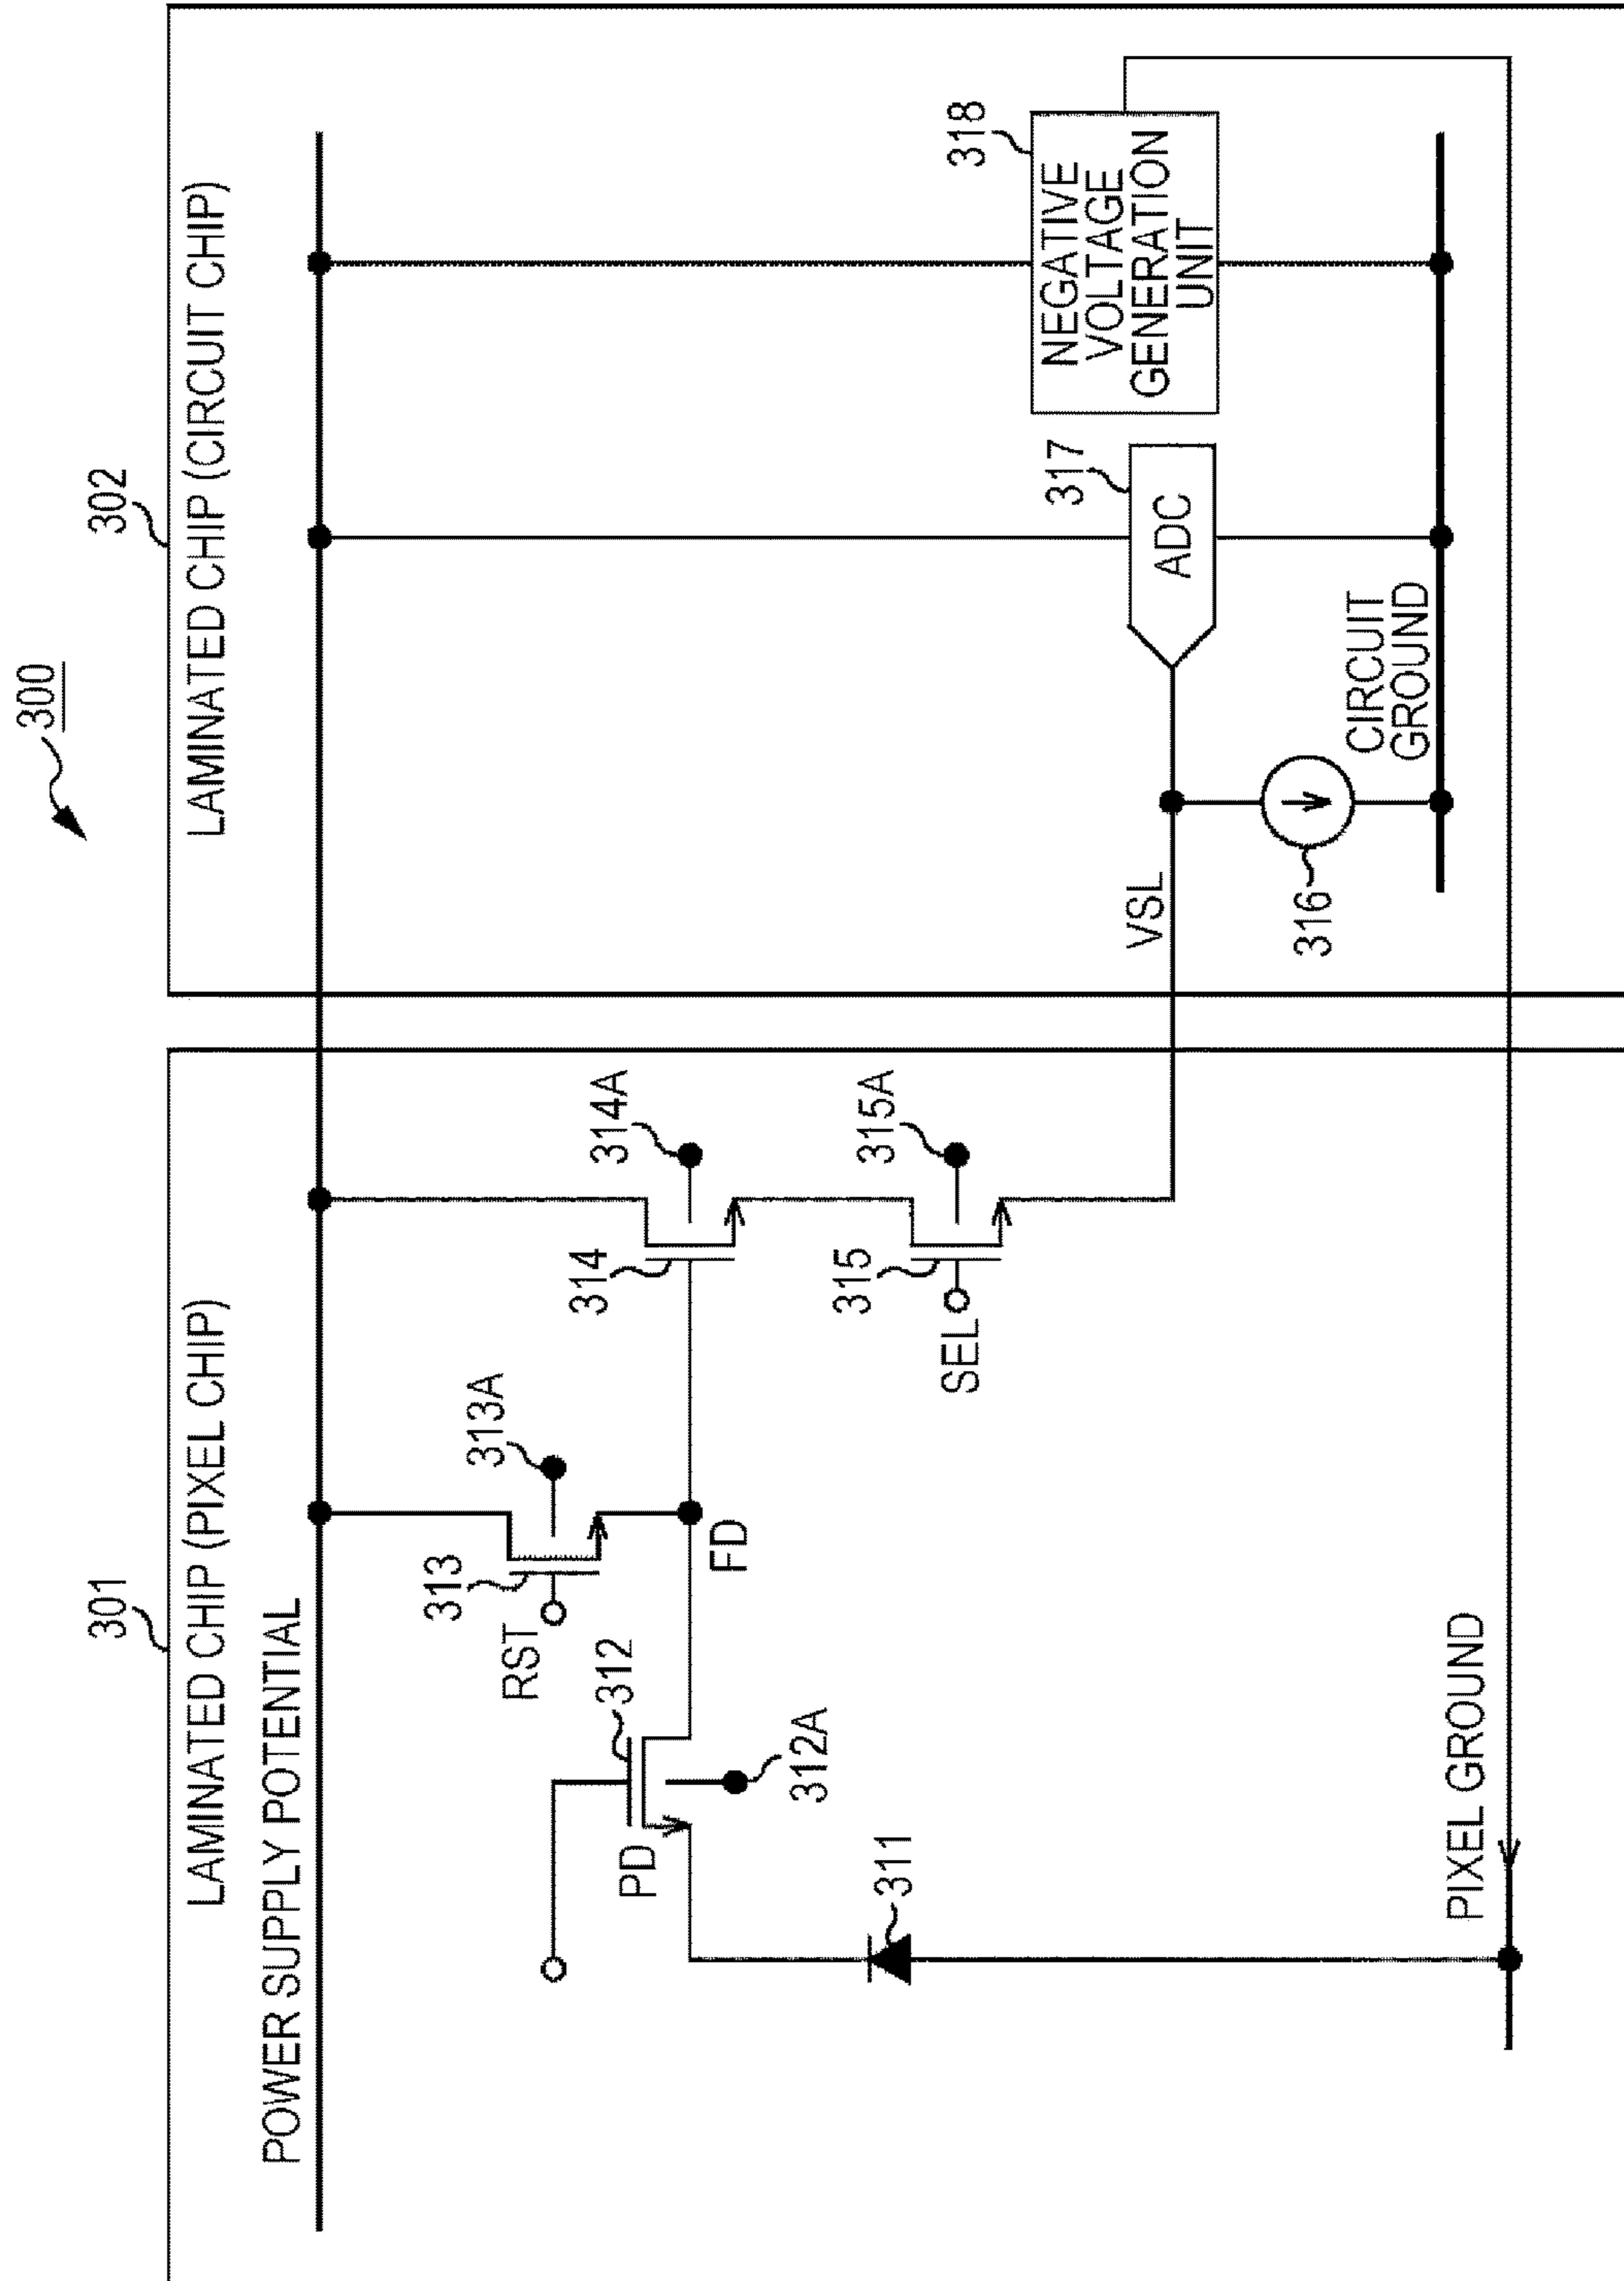 300
301
302
LAMINATED CHIP (PIXEL CHIP)
LAMINATED CHIP (CIRCUIT CHIP)
POWER SUPPLY POTENTIAL
313
313A
RST
312
PD
312A
FD
314
314A
315
315A
SEL
311
VSL
316
317
ADC
318
NEGATIVE
VOLTAGE
GENERATION
UNIT
CIRCUIT
GROUND
PIXEL GROUND